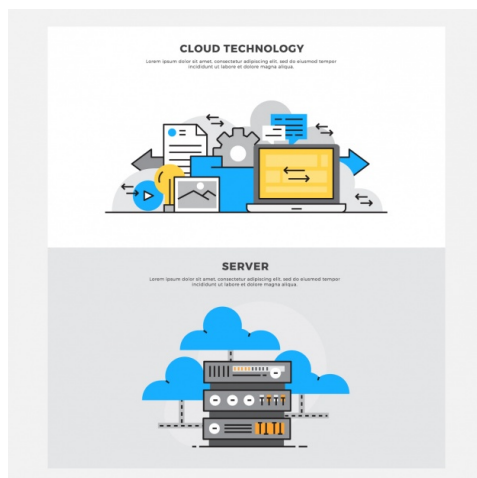 CLOUD TECHNOLOGY
Lorem ipsum dolor sit amet, consectetur adipiscing elit, sed do eiusmod tempor
incididunt ut labore et dolore magna aliqua.
SERVER
Lorem ipsum dolor sit amet, consectetur adipiscing elit, sed do eiusmod tempor
incididunt ut labore et dolore magna aliqua.